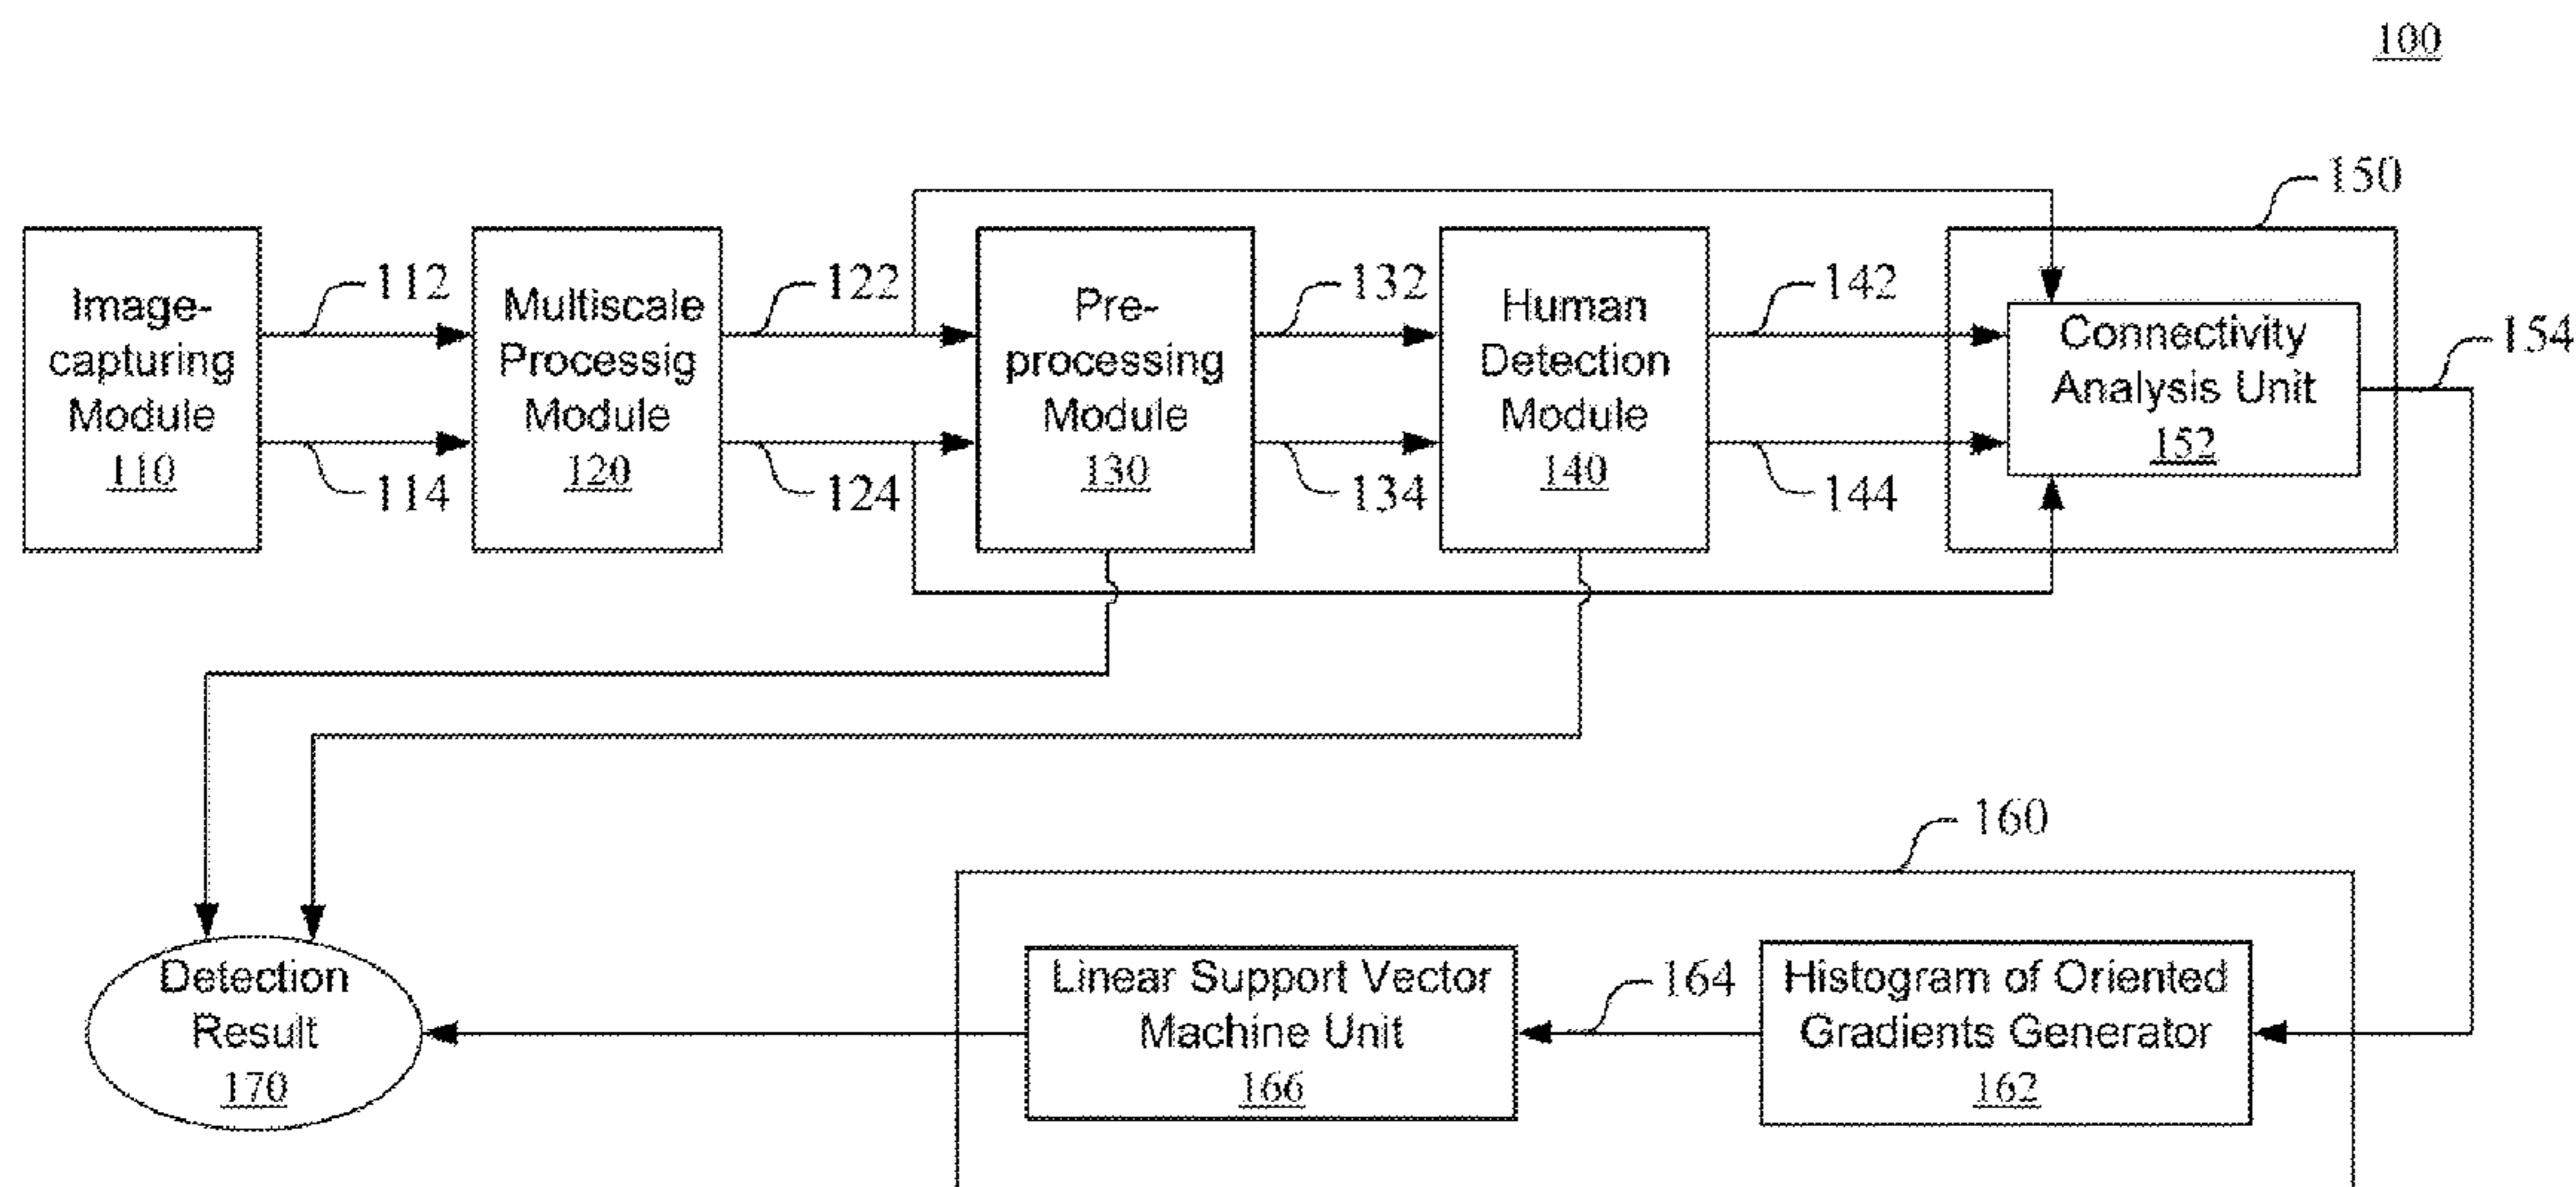 100
150
Image-
capturing
Module
110
112
114
Multiscale
Processig
Module
120
122
124
Pre-
processing
Module
130
132
134
Human
Detection
Module
140
142
144
Connectivity
Analysis Unit
152
154
160
Detection
Result
170
Linear Support Vector
Machine Unit
166
164
Histogram of Oriented
Gradients Generator
162